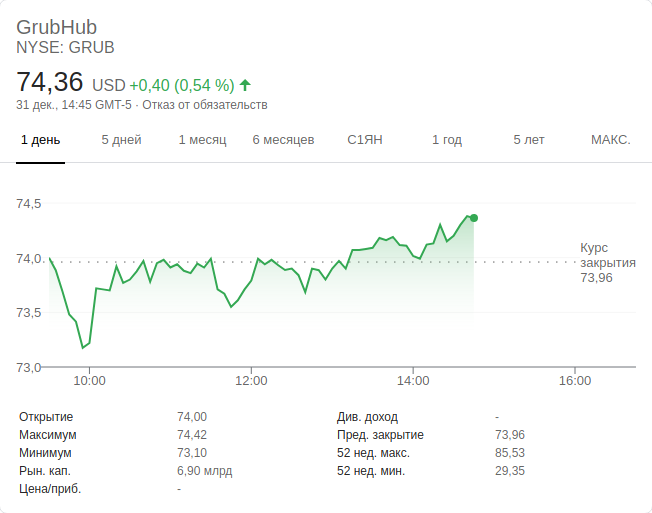 GrubHub
NYSE: GRUB
74,36 USD +0,40 (0,54 %)
31 дек., 14:45 GMT-5 · Отказ от обязательств
1 день 5 дней 1 месяц 6 месяцев С1ЯН 1 год 5 лет МАКС.
74,5
74,0
73,5
73,0
Курс
закрытия
73,96
10:00 12:00 14:00 16:00
Открытие 74,00 Див. доход -
Максимум 74,42 Пред. закрытие 73,96
Минимум 73,10 52 нед. макс. 85,53
Рын. кап. 6,90 млрд 52 нед. мин. 29,35
Цена/приб. -